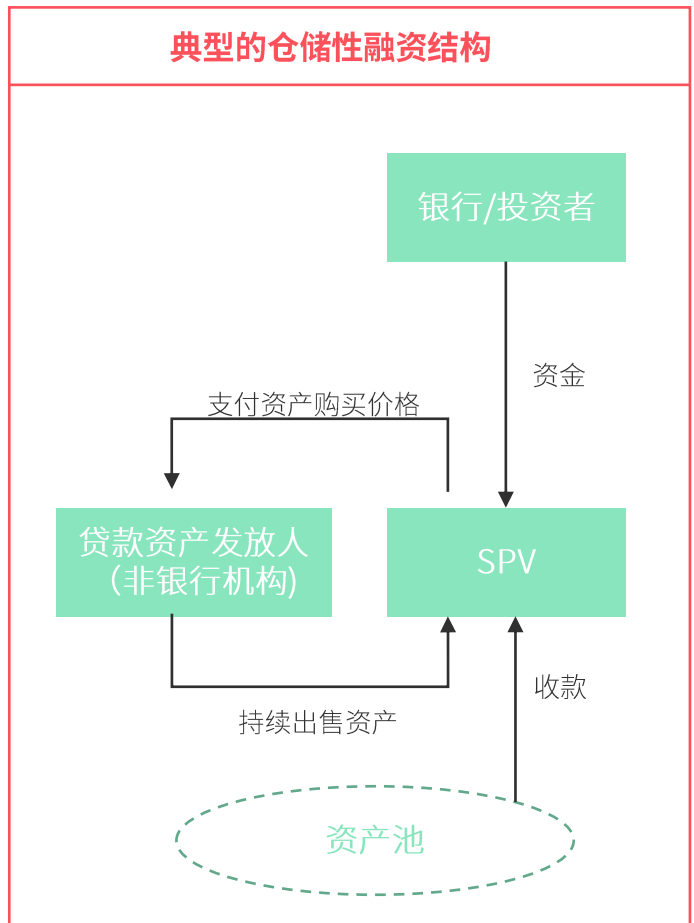 典型的仓储性融资结构
银行/投资者
资金
支付资产购买价格
贷款资产发放人
（非银行机构)
SPV
收款
持续出售资产
资产池